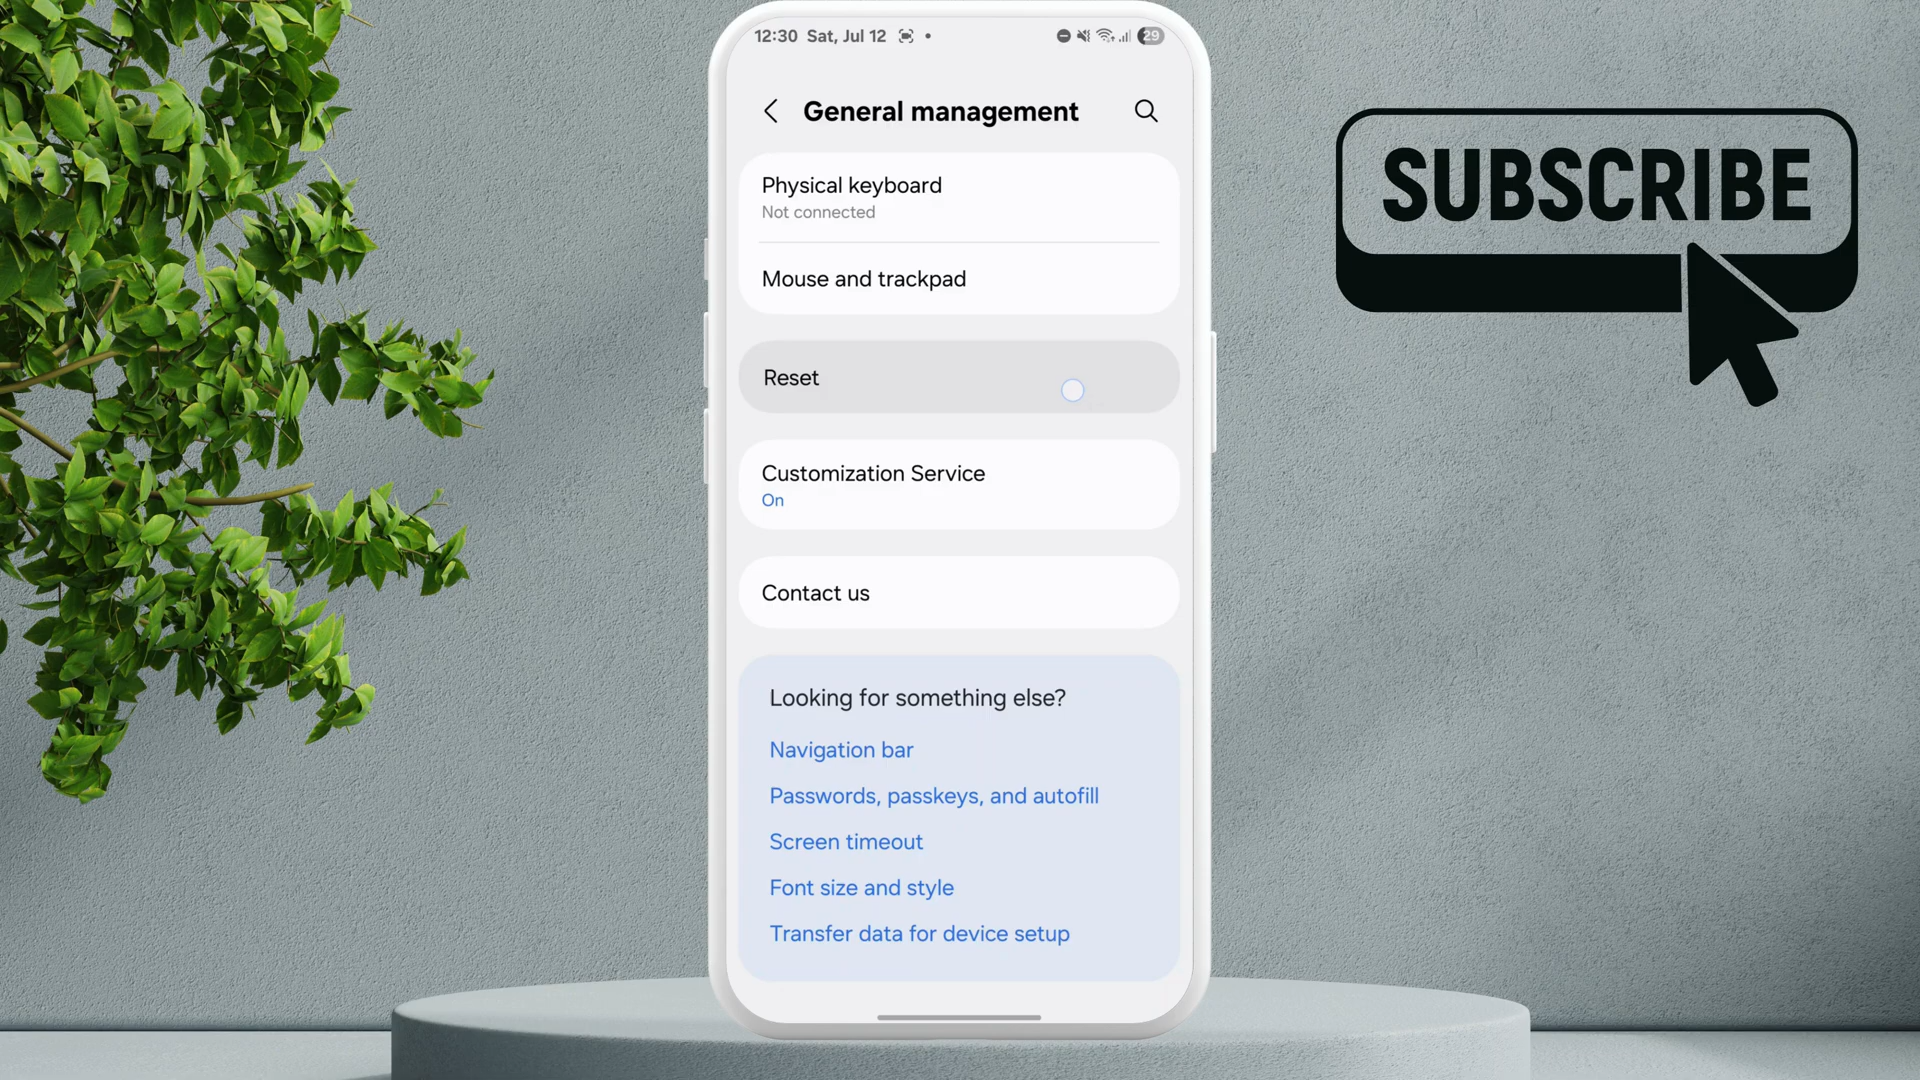 12:30 Sat, Jul 12
29
General management
Physical keyboard
Not connected
Mouse and trackpad
Reset
Customization Service
On
Contact us
Looking for something else?
Navigation bar
Passwords, passkeys, and autofill
Screen timeout
Font size and style
Transfer data for device setup
SUBSCRIBE